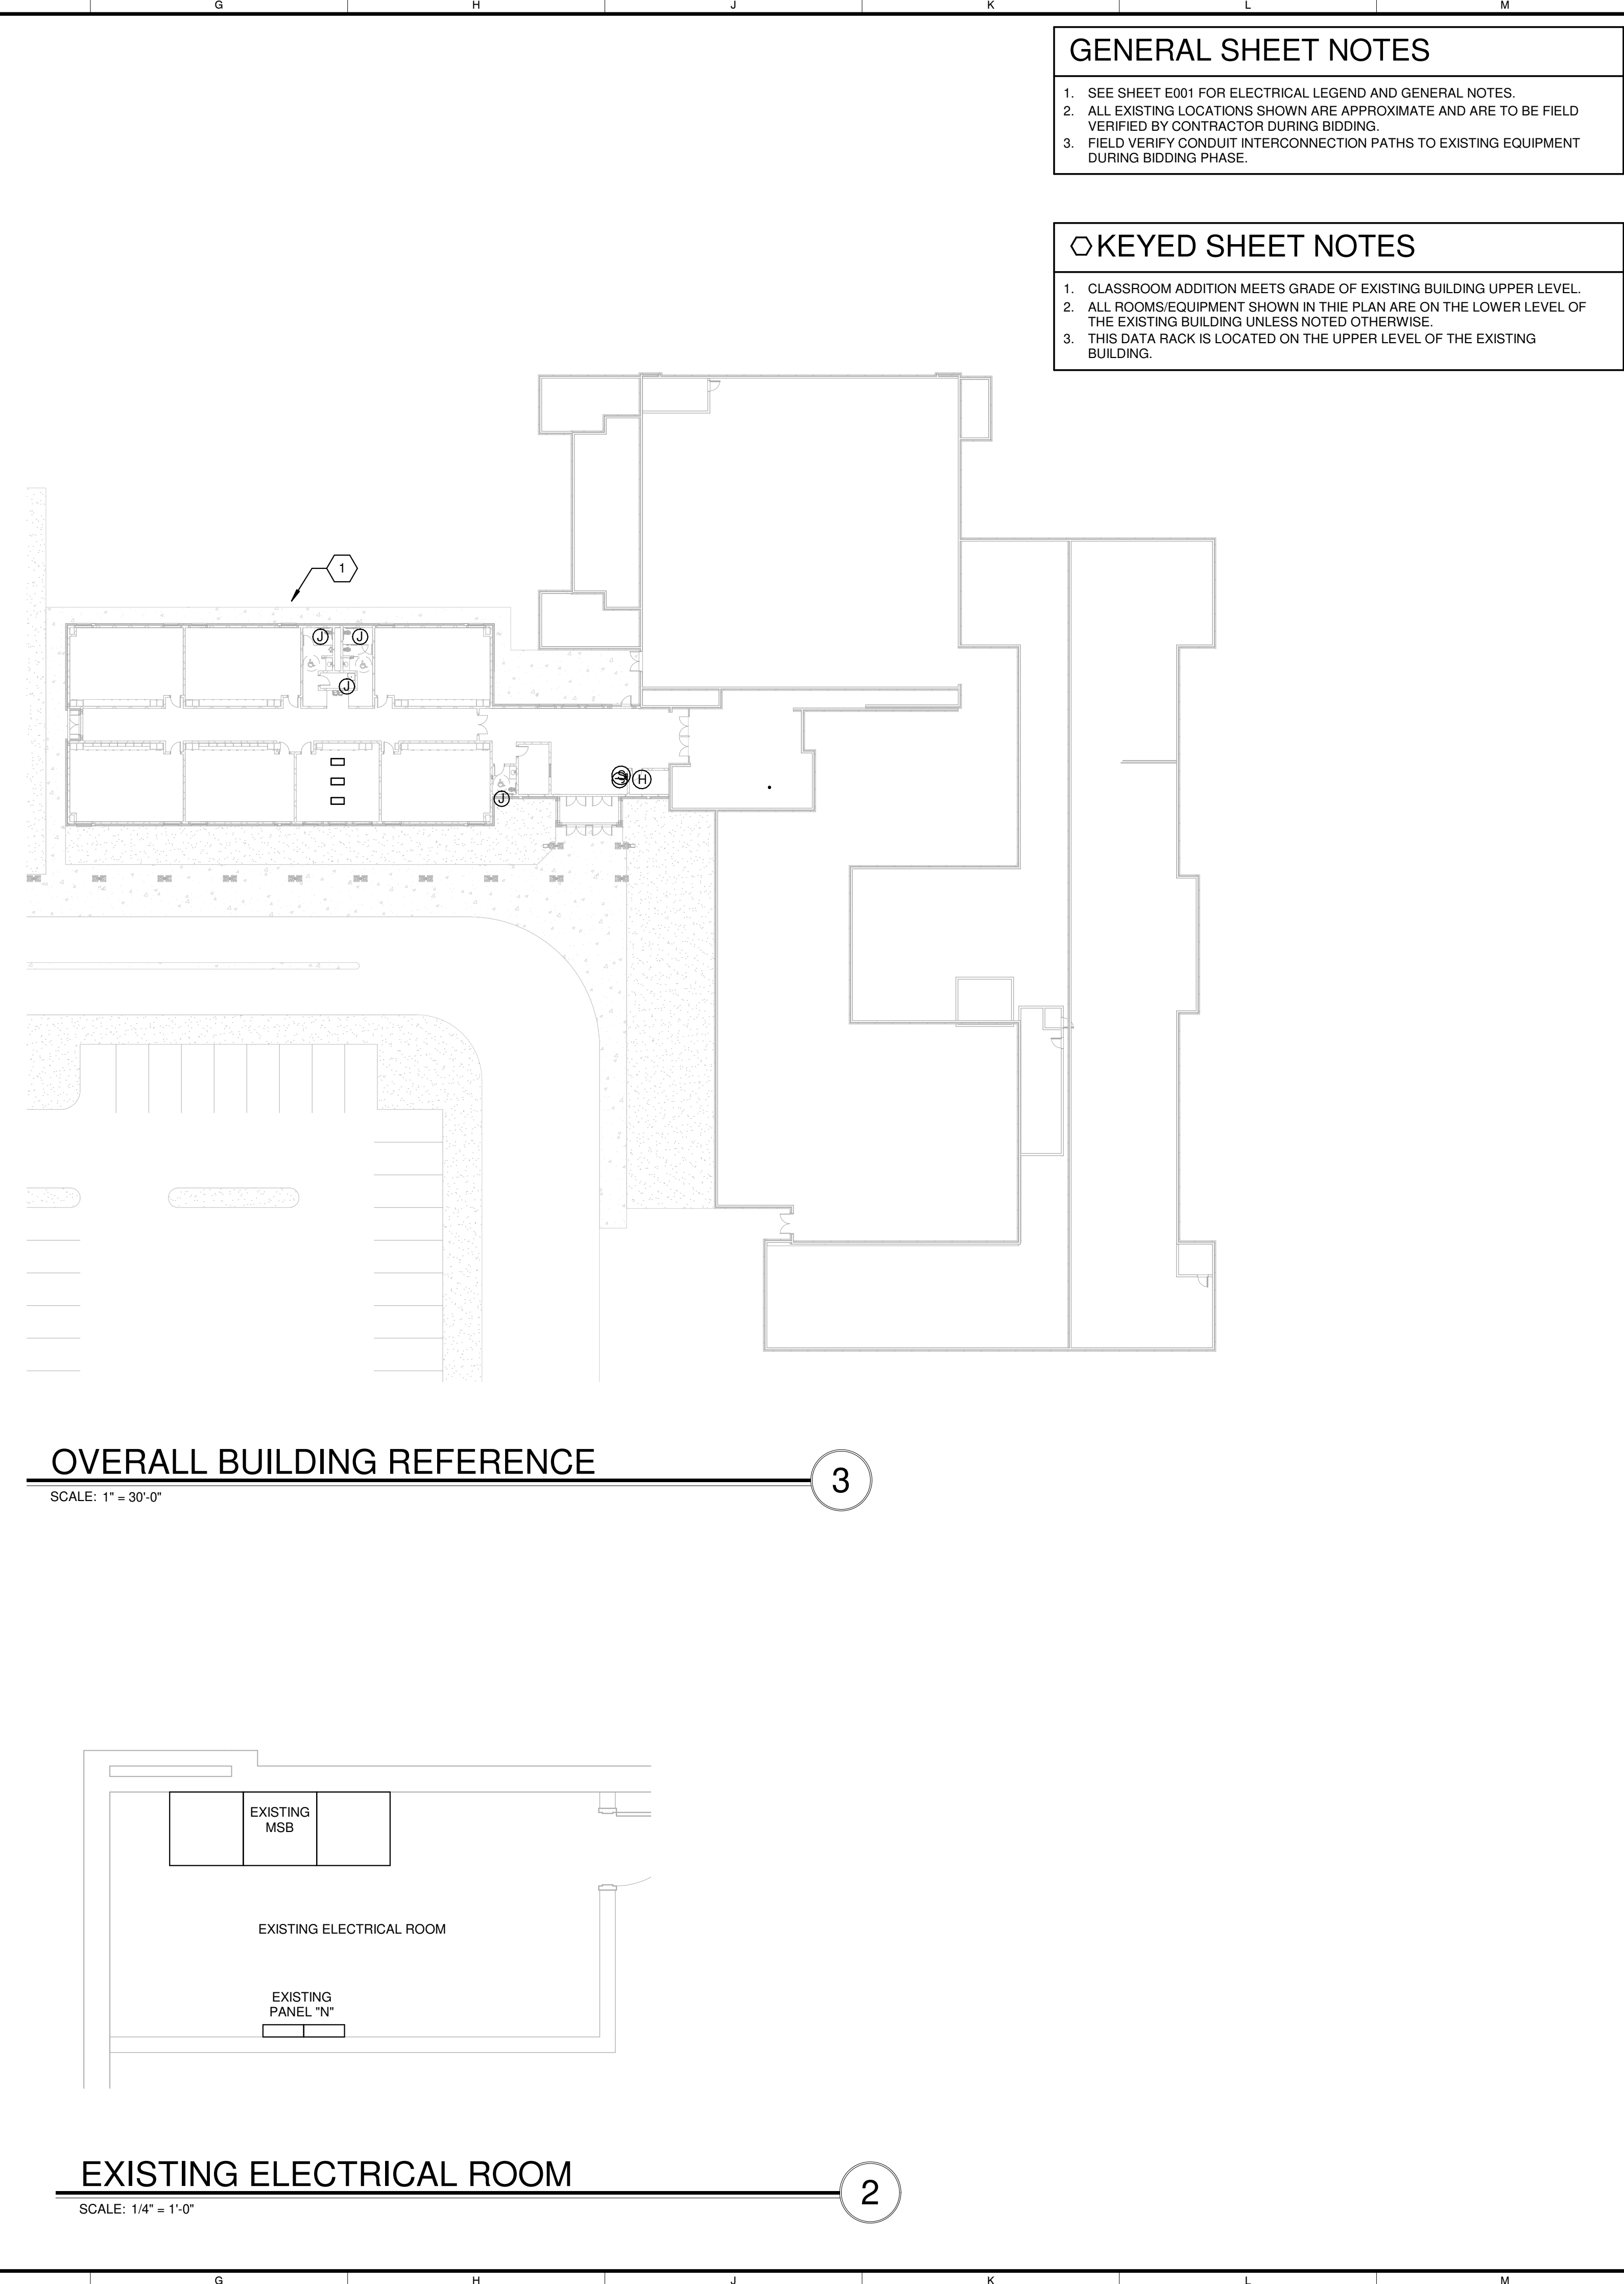 G H J K L M
GENERAL SHEET NOTES
1. SEE SHEET E001 FOR ELECTRICAL LEGEND AND GENERAL NOTES.
2. ALL EXISTING LOCATIONS SHOWN ARE APPROXIMATE AND ARE TO BE FIELD
VERIFIED BY CONTRACTOR DURING BIDDING.
3. FIELD VERIFY CONDUIT INTERCONNECTION PATHS TO EXISTING EQUIPMENT
DURING BIDDING PHASE.
KEYED SHEET NOTES
1. CLASSROOM ADDITION MEETS GRADE OF EXISTING BUILDING UPPER LEVEL.
2. ALL ROOMS/EQUIPMENT SHOWN IN THIE PLAN ARE ON THE LOWER LEVEL OF
THE EXISTING BUILDING UNLESS NOTED OTHERWISE.
3. THIS DATA RACK IS LOCATED ON THE UPPER LEVEL OF THE EXISTING
BUILDING.
1
J J
J
H
J
OVERALL BUILDING REFERENCE
3
SCALE: 1" = 30'-0"
EXISTING
MSB
EXISTING ELECTRICAL ROOM
EXISTING
PANEL "N"
EXISTING ELECTRICAL ROOM
2
SCALE: 1/4" = 1'-0"
G H J K L M